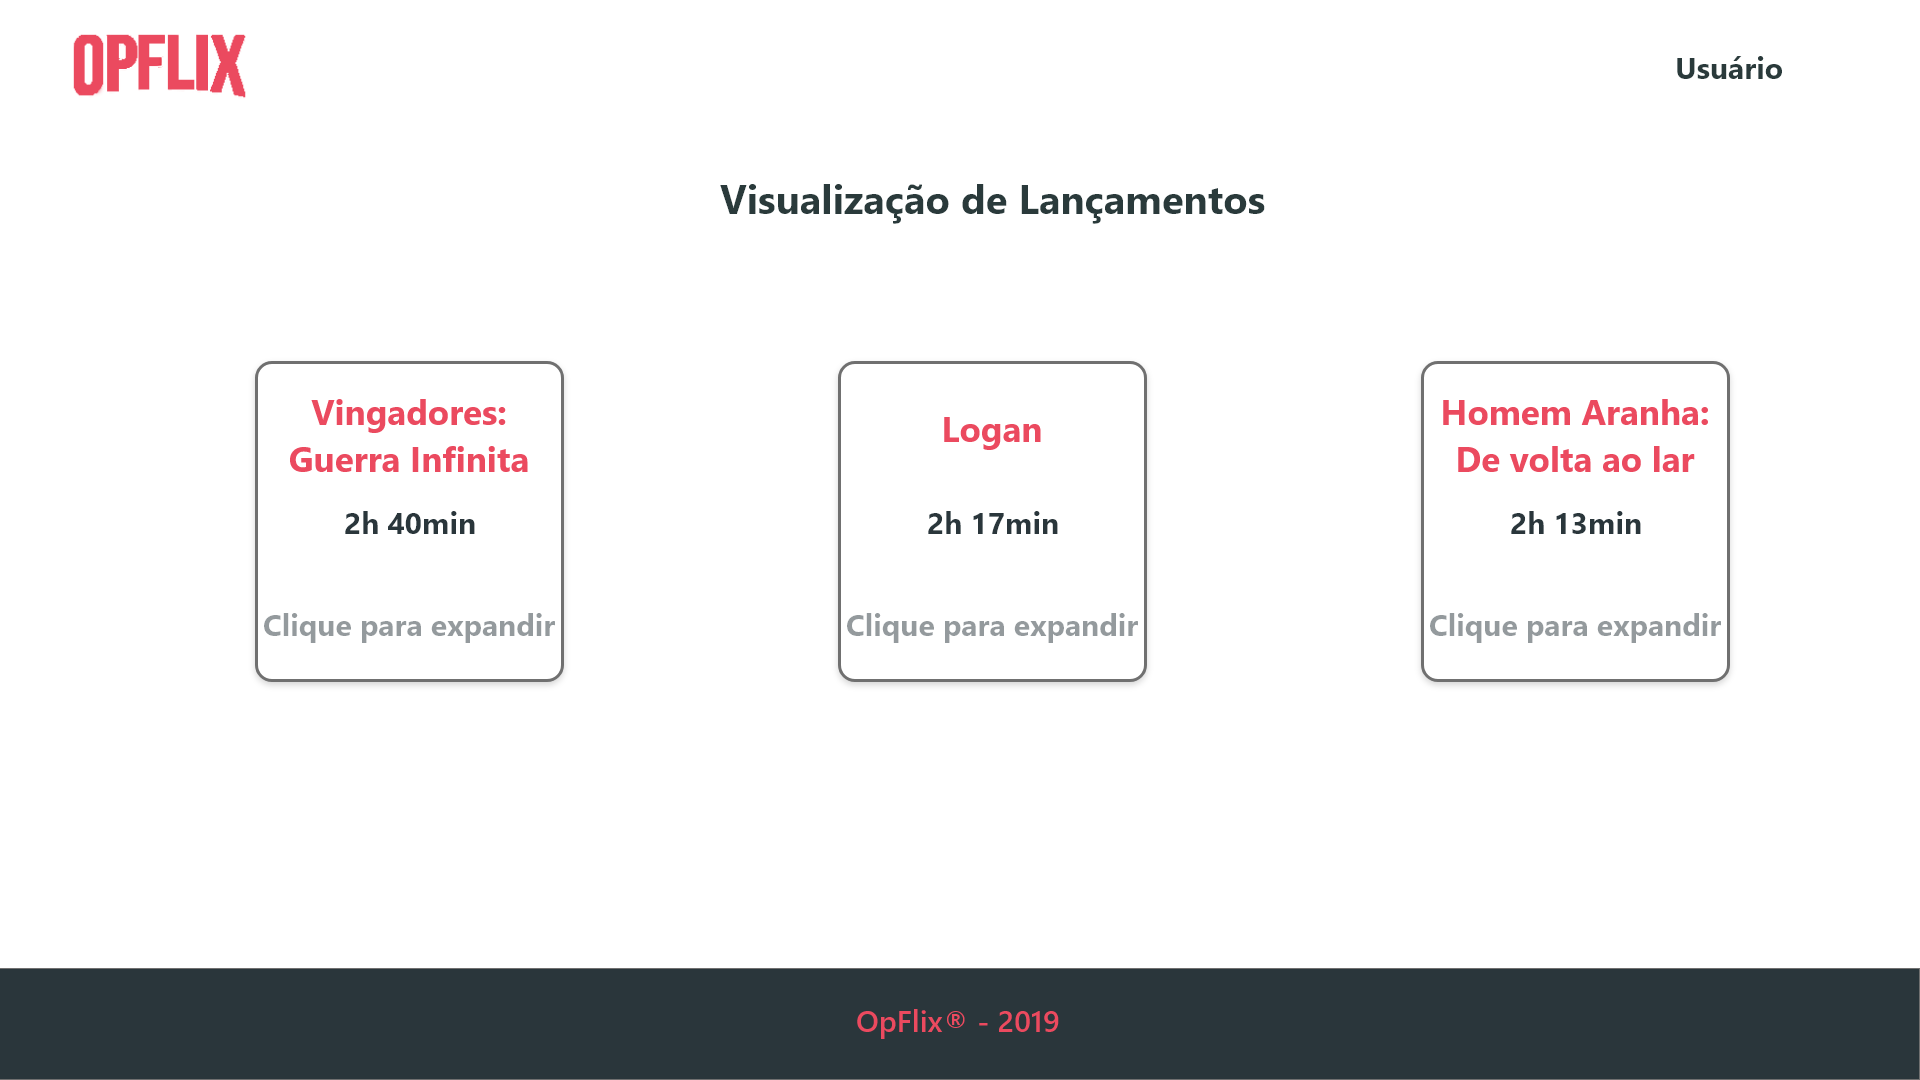 OPFLIX
Usuário
Visualização de Lançamentos
Vingadores:
Guerra Infinita
2h 40min
Clique para expandir
Logan
2h 17min
Clique para expandir
Homem Aranha:
De volta ao lar
2h 13min
Clique para expandir
OpFlix® - 2019